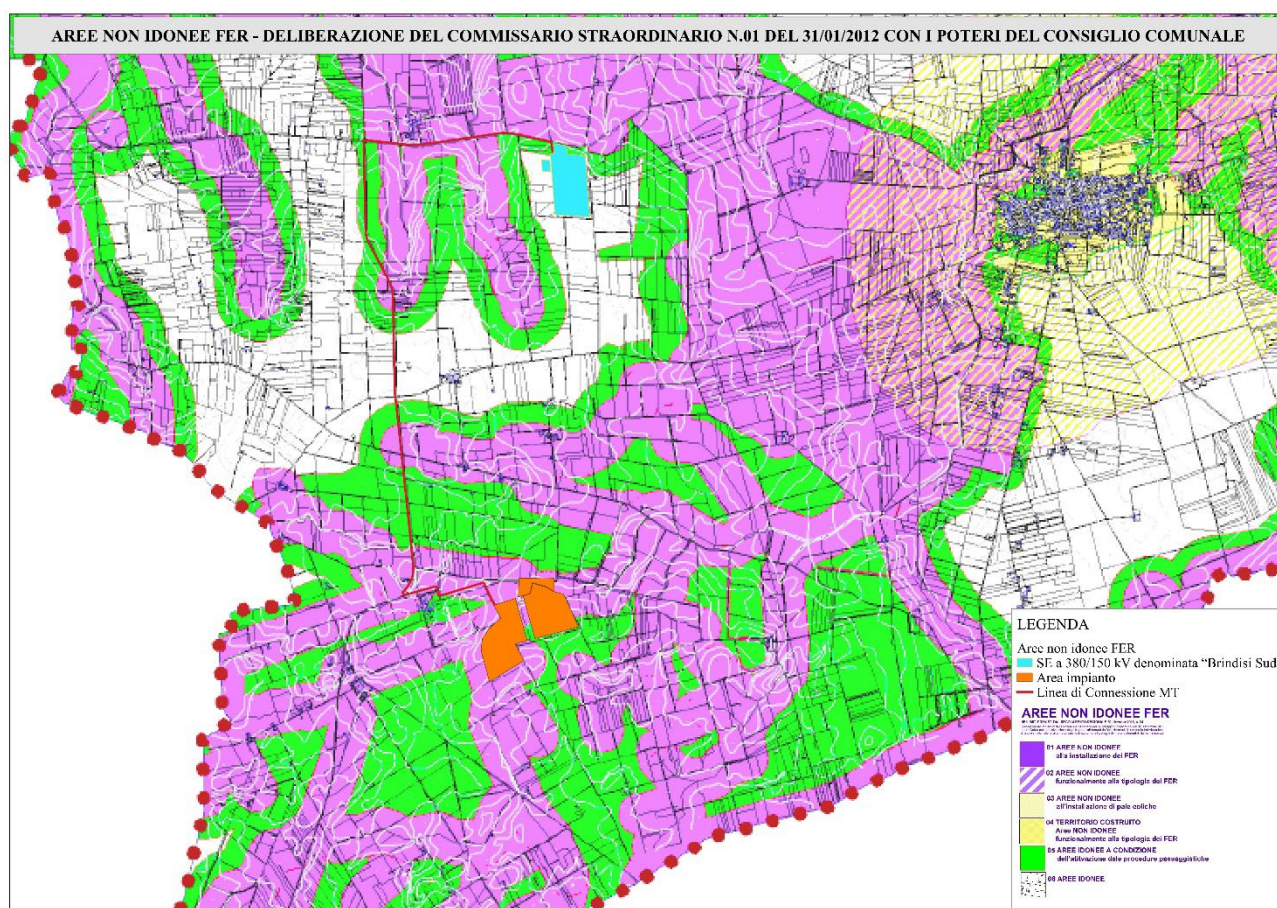 AREE NON IDONEE FER - DELIBERAZIONE DEL COMMISSARIO STRAORDINARIO N.01 DEL 31/01/2012 CON I POTERI DEL CONSIGLIO COMUNALE
LEGENDA
Aree non idonee FER
SE a 380/150 kV denominata "Brindisi Sud
Area impianto
Linea di Connessione MT
AREE NON IDONEE FER
01 AREE NON IDONEE
alla installazione dei FER
02 AREE NON IDONEE
funzionalmente alla tipologia dei FER
03 AREE NON IDONEE
all'installazione di pale eoliche
04 TERRITORIO COSTRUITO
Aree NON IDONEE
funzionalmente alla tipologia dei FER
05 AREE IDONEE A CONDIZIONE
dell'attivazione dale procedure paesaggistiche
06 AREE IDONEE